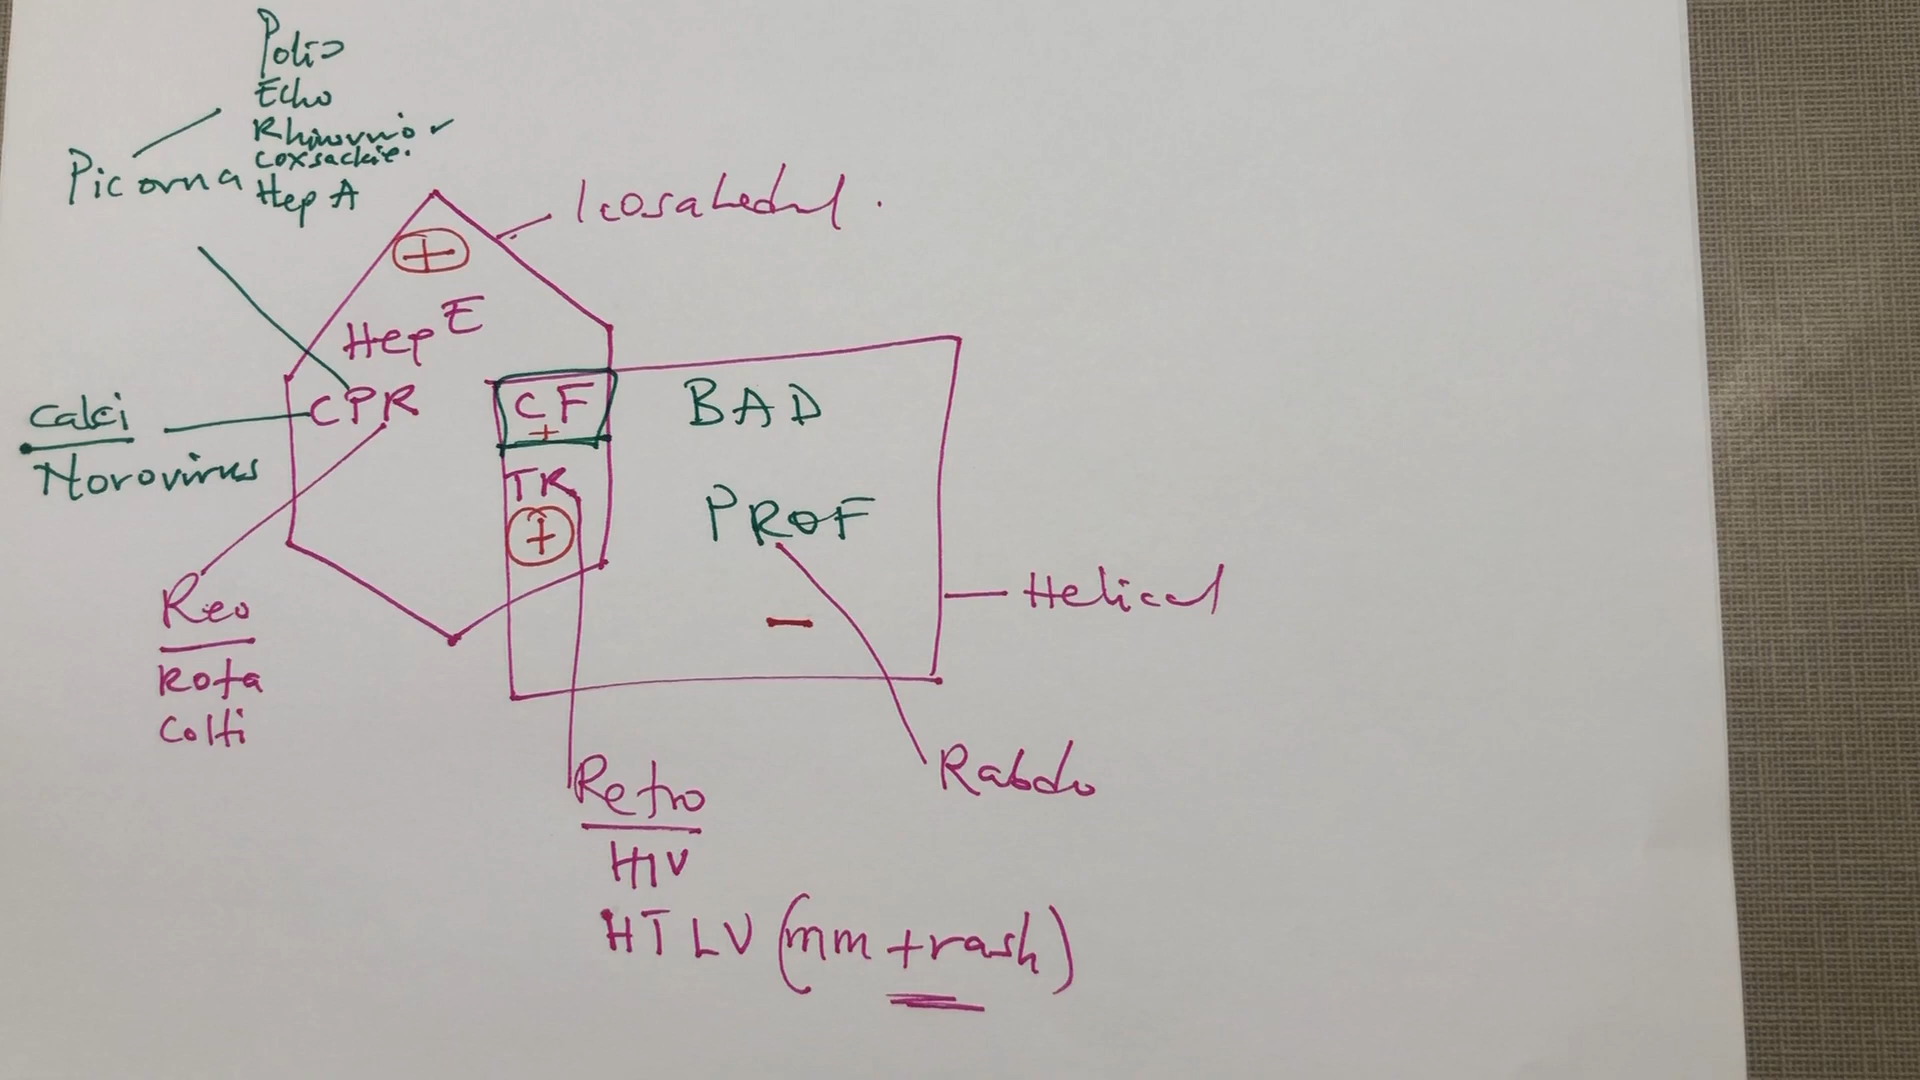 Polio
Echo
Rhinovirio ✓
Coxsackie.
Picorna
Hep A
Icosahedral.
+
Hep E
CPR
CF
+
BAD
Calci
Norovirus
TR
+
PROF
Reo
Rota
Colti
Helical
−
Rabdo
Retro
HIV
HTLV (mm + rash)